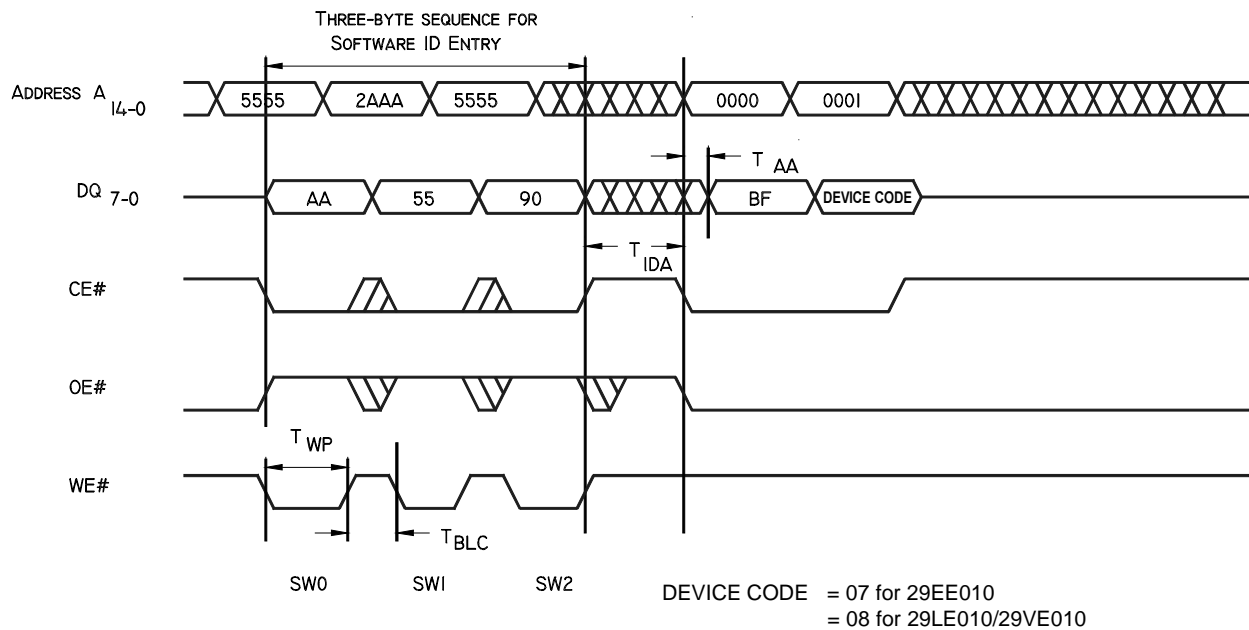 THREE-BYTE SEQUENCE FOR
SOFTWARE ID ENTRY
ADDRESS A 14-0
5555 2AAA 5555 0000 0001
T AA
DQ 7-0
AA 55 90 BF DEVICE CODE
T IDA
CE#
OE#
T WP
WE#
T BLC
SW0 SW1 SW2
DEVICE CODE = 07 for 29EE010
= 08 for 29LE010/29VE010